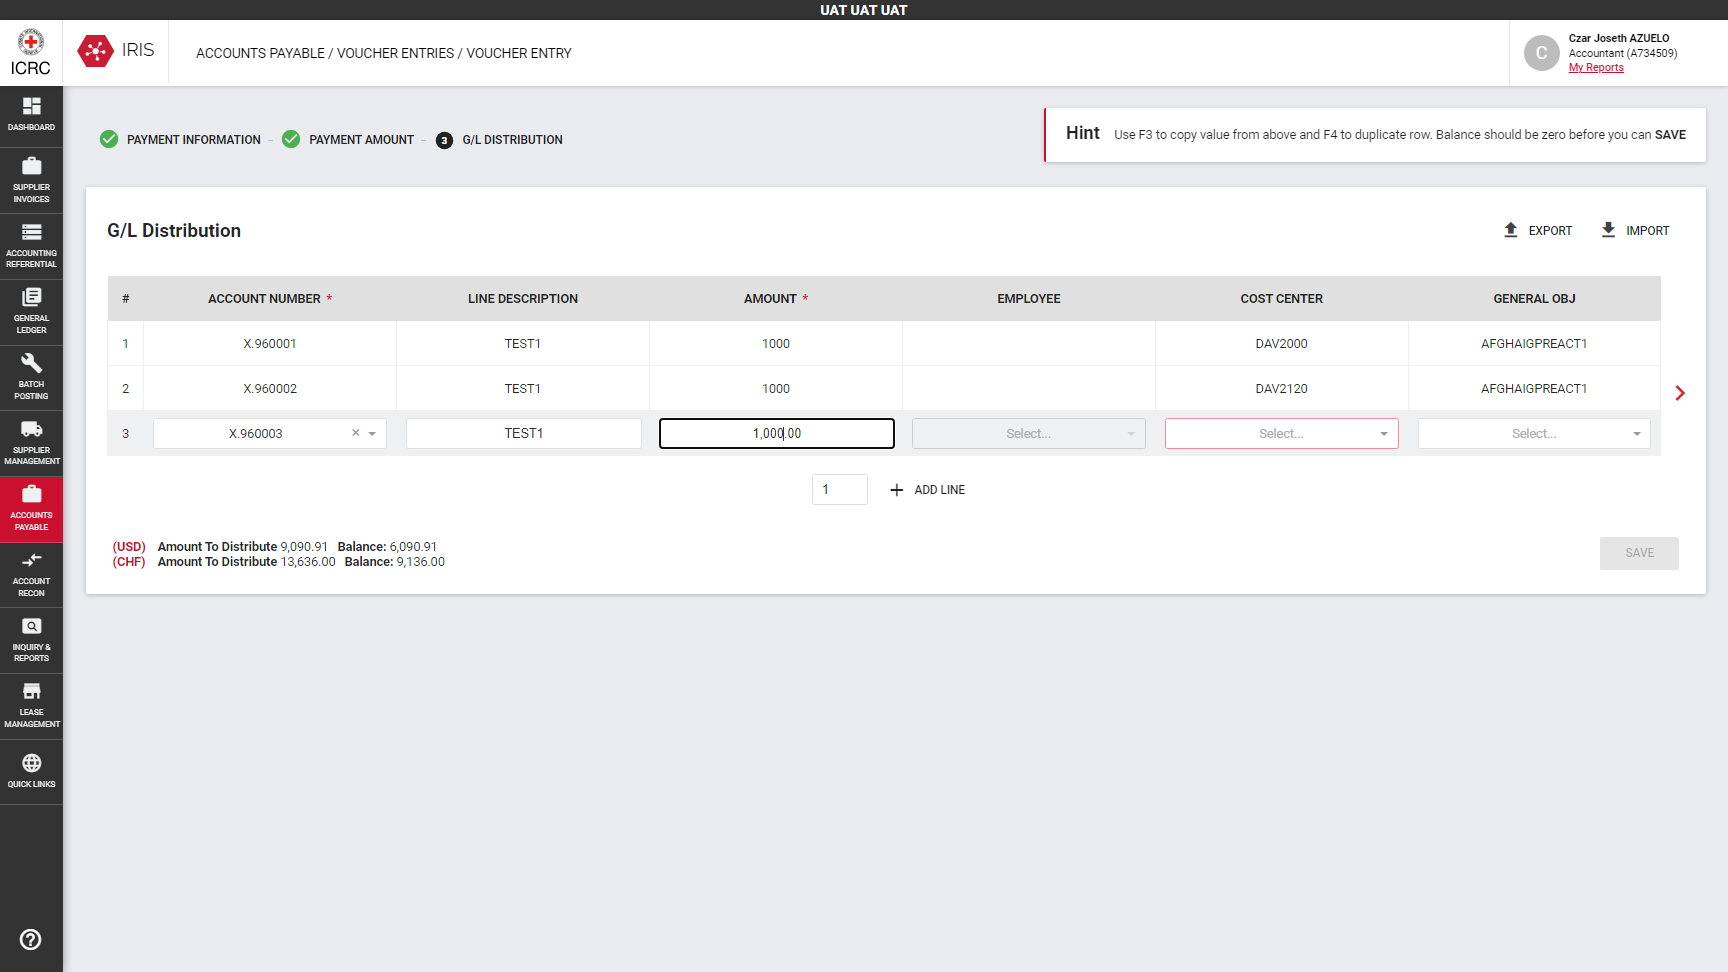 UAT UAT UAT
ICRC
IRIS
ACCOUNTS PAYABLE / VOUCHER ENTRIES / VOUCHER ENTRY
C
Czar Joseth AZUELO
Accountant (A734509)
My Reports
DASHBOARD
SUPPLIER
INVOICES
ACCOUNTING
REFERENTIAL
GENERAL
LEDGER
BATCH
POSTING
SUPPLIER
MANAGEMENT
ACCOUNTS
PAYABLE
ACCOUNT
RECON
INQUIRY &
REPORTS
LEASE
MANAGEMENT
QUICK LINKS
PAYMENT INFORMATION – PAYMENT AMOUNT – 3 G/L DISTRIBUTION
Hint Use F3 to copy value from above and F4 to duplicate row. Balance should be zero before you can SAVE
G/L Distribution
EXPORT IMPORT
# ACCOUNT NUMBER * LINE DESCRIPTION AMOUNT * EMPLOYEE COST CENTER GENERAL OBJ
1 X.960001 TEST1 1000 DAV2000 AFGHAIGPREACT1
2 X.960002 TEST1 1000 DAV2120 AFGHAIGPREACT1
3 X.960003 × TEST1 1,000.00 Select... Select... Select...
1 + ADD LINE
(USD) Amount To Distribute 9,090.91 Balance: 6,090.91
(CHF) Amount To Distribute 13,636.00 Balance: 9,136.00
SAVE